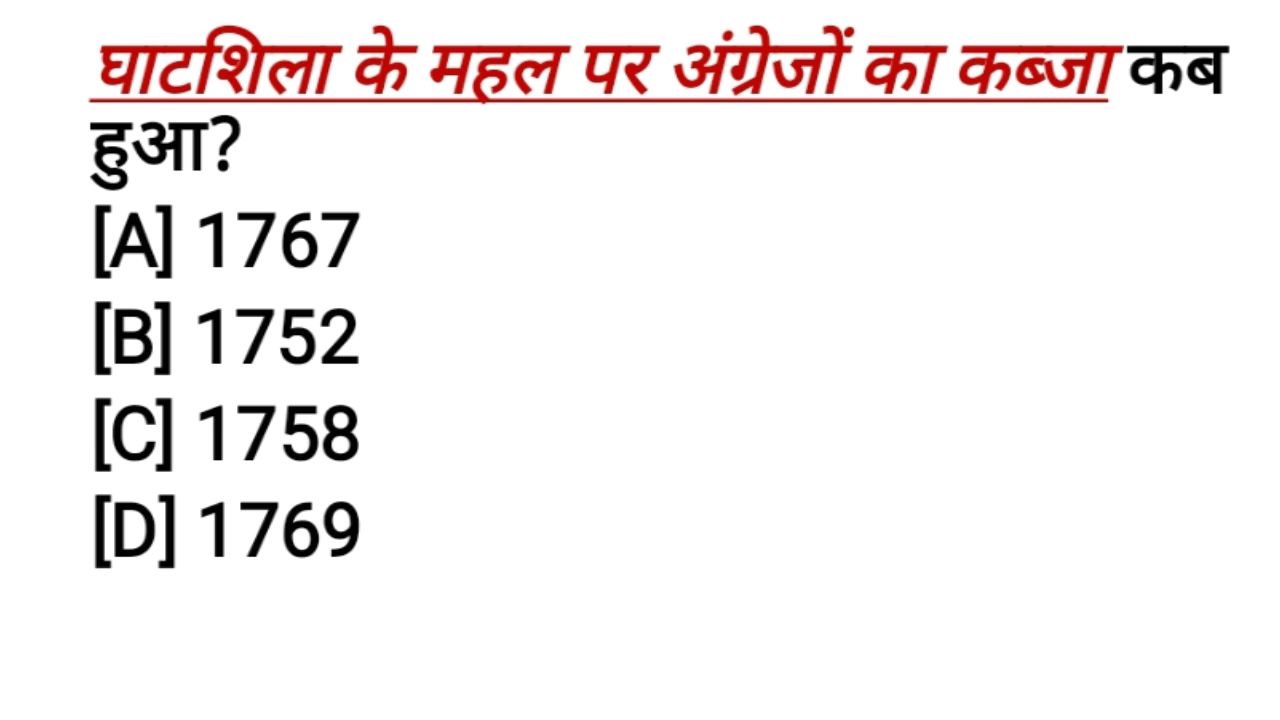 घाटशिला के महल पर अंग्रेजों का कब्जा कब
हुआ?
[A] 1767
[B] 1752
[C] 1758
[D] 1769